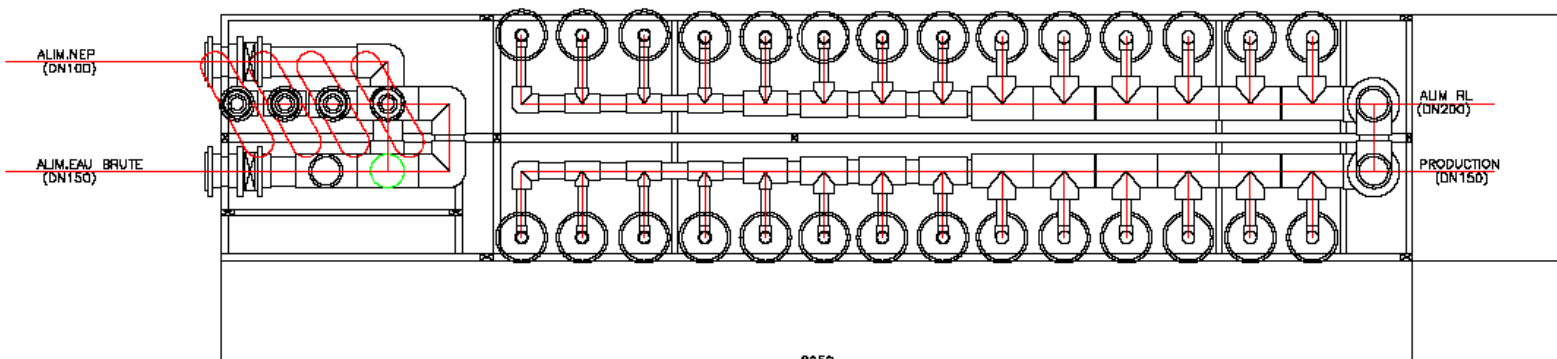 ALIM.NEP
(DN100)
ALIM RL
(DN200)
ALIM.EAU BRUTE
(DN150)
PRODUCTION
(DN150)